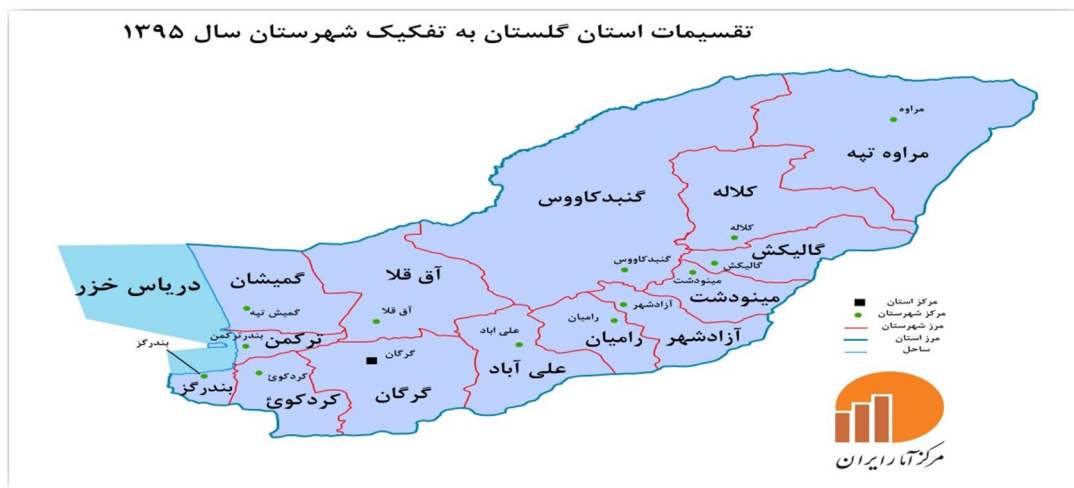 تقسیمات استان گلستان به تفکیک شهرستان سال ۱۳۹۵
مراوه
مراوه تپه
کلاله
گنبدکاووس
کلاله
گالیکش
گنبدکاووس
گالیکش
مینودشت
مینودشت
آق قلا
گمیشان
دریاس خزر
گمیش تپه
آق قلا
آزادشهر
رامیان
آزادشهر
رامیان
علی اباد
علی آباد
ترکمن
بندرترکمن
بندرگز
گرگان
گرگان
کردکوئ
کردکوئ
بندرگز
مرکز استان
مرکز شهرستان
مرز شهرستان
مرز استان
ساحل
مرکز آمار ایران